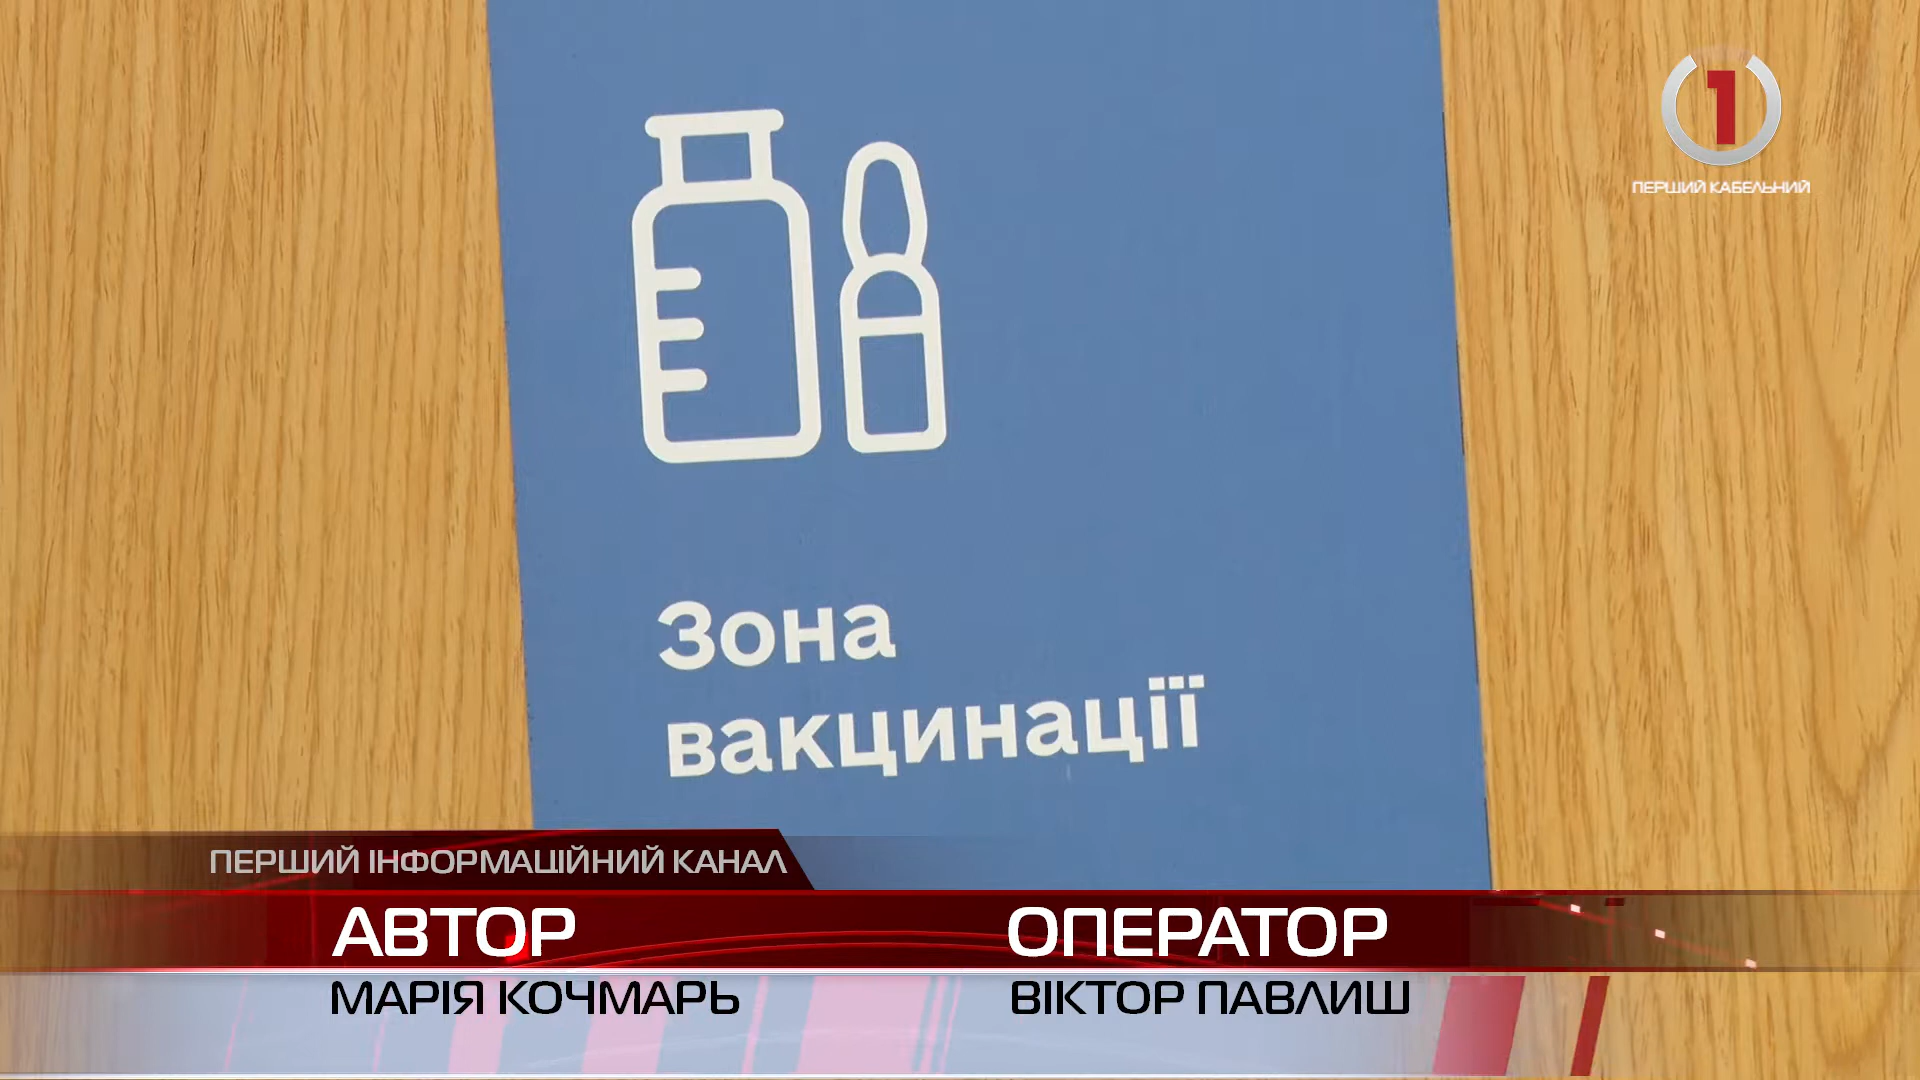 1
ПЕРШИЙ КАБЕЛЬНИЙ
Зона
вакцинації
ПЕРШИЙ ІНФОРМАЦІЙНИЙ КАНАЛ
АВТОР
ОПЕРАТОР
МАРІЯ КОЧМАРЬ
ВІКТОР ПАВЛИШ